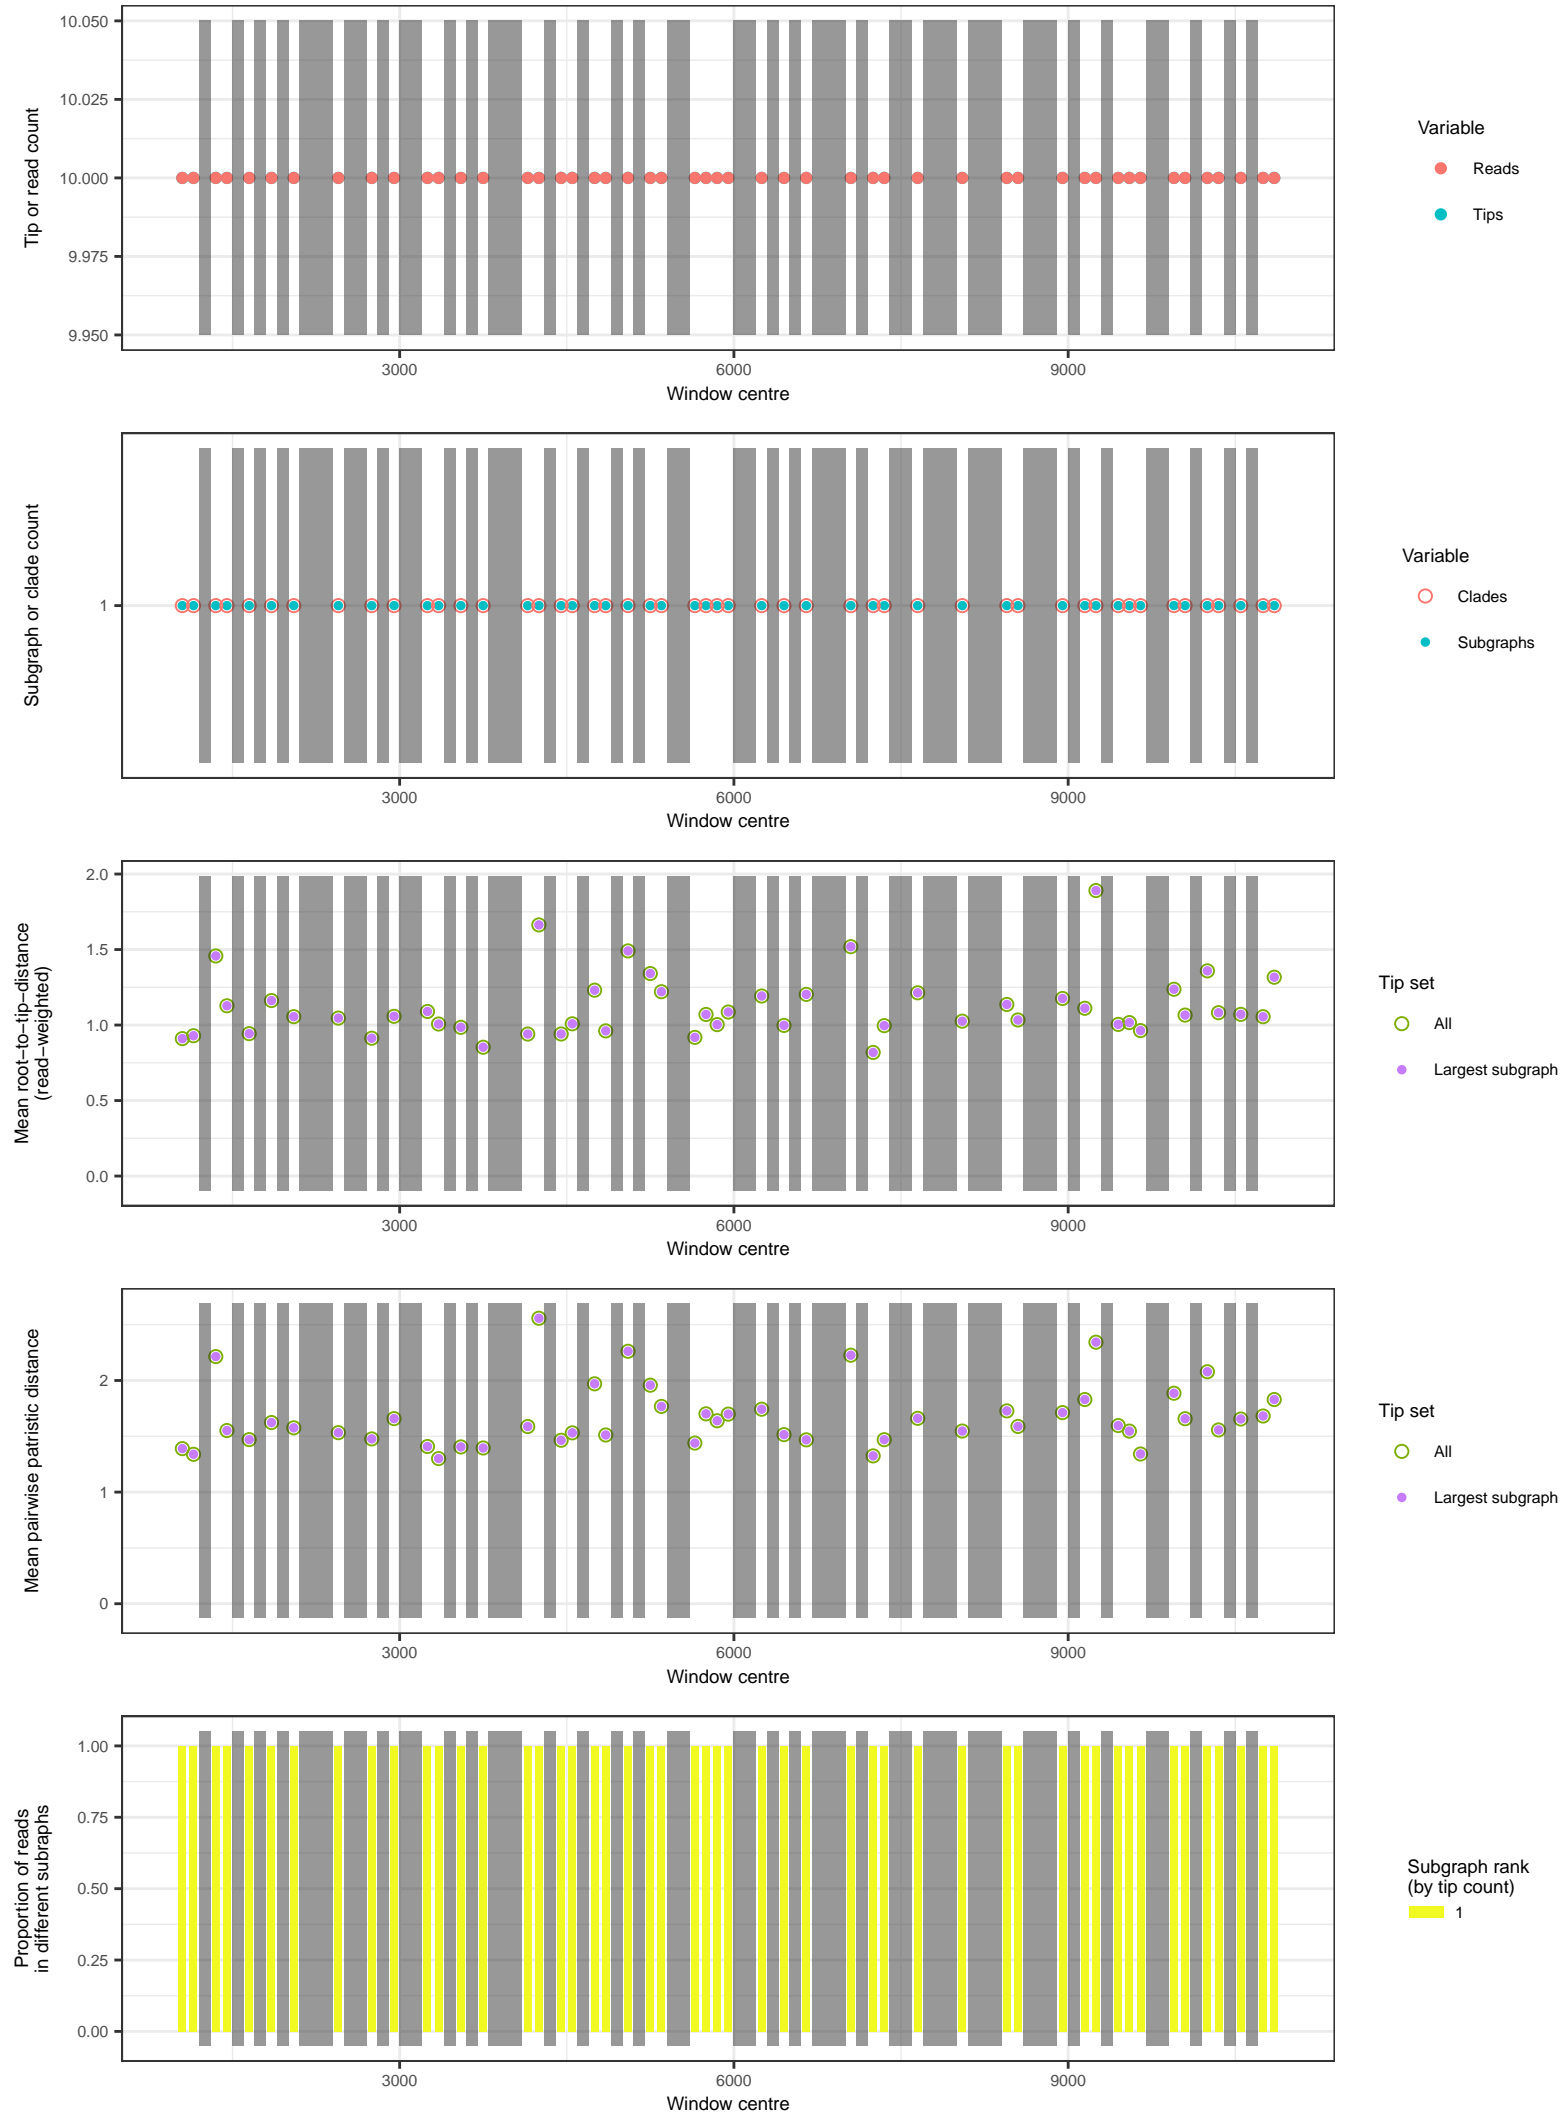 10.050
10.025
10.000
9.975
9.950
Tip or read count
3000
6000
9000
Window centre
Variable
Reads
Tips
1
Subgraph or clade count
3000
6000
9000
Window centre
Variable
Clades
Subgraphs
2.0
1.5
1.0
0.5
0.0
Mean root−to−tip−distance
(read−weighted)
3000
6000
9000
Window centre
Tip set
All
Largest subgraph
2
1
0
Mean pairwise patristic distance
3000
6000
9000
Window centre
Tip set
All
Largest subgraph
1.00
0.75
0.50
0.25
0.00
Proportion of reads
in different subraphs
3000
6000
9000
Window centre
Subgraph rank
(by tip count)
1